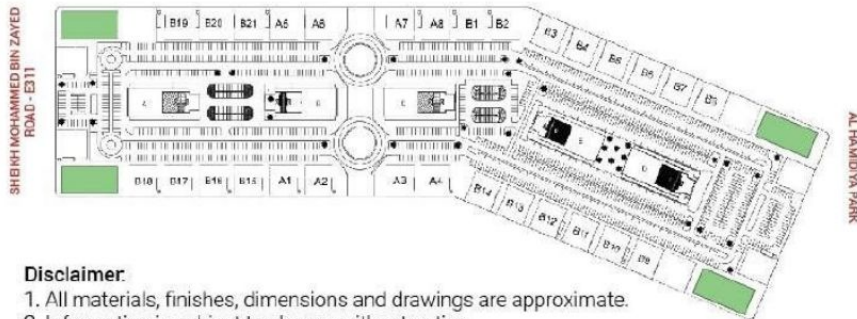 B19 B20 B21 A5 A6 A7 A8 B1 B2
B3 B4 B5 B6 B7 B8
SHEIKH MOHAMMED BIN ZAYED
ROAD - E311
AL HAMIDIYA PARK
B18 B17 B16 B15 A1 A2 A3 A4
B14 B13 B12 B11 B10 B9
Disclaimer:
1. All materials, finishes, dimensions and drawings are approximate.